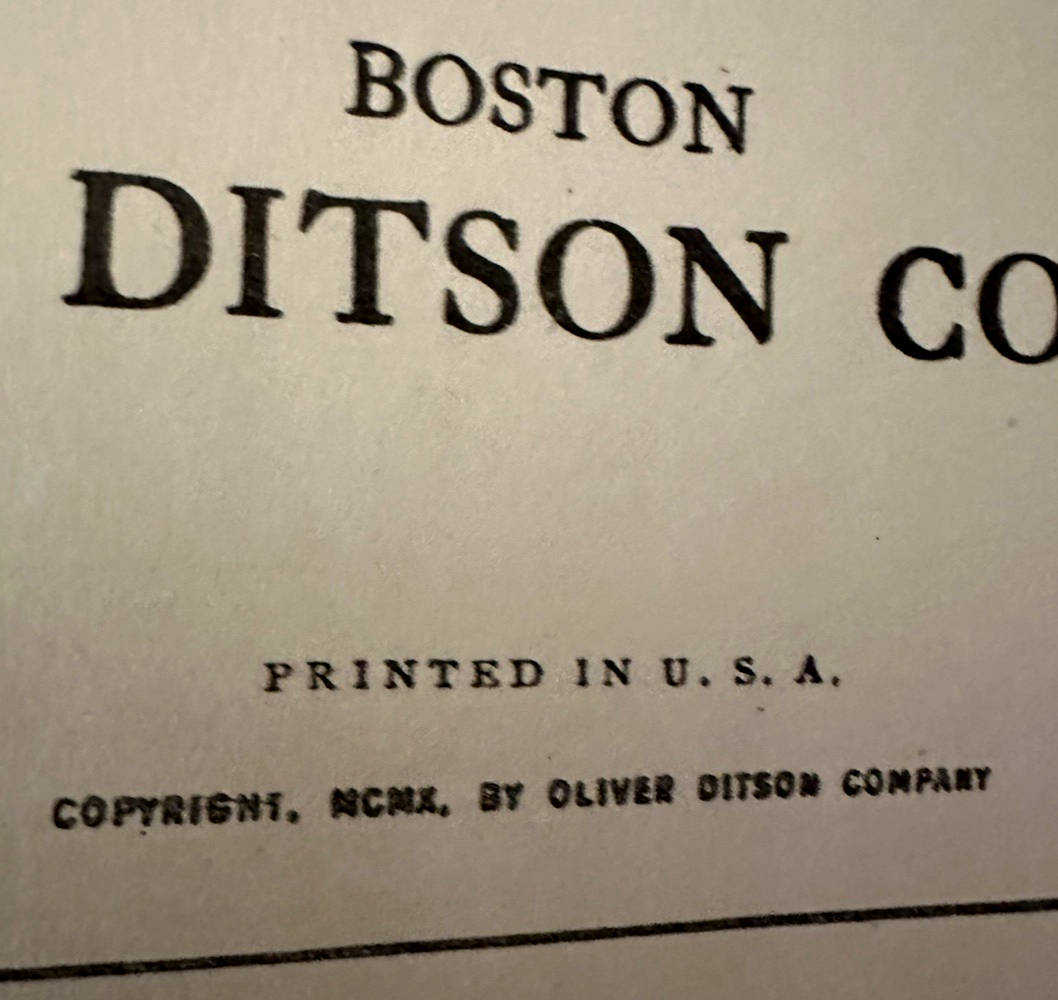 BOSTON
DITSON CO
PRINTED IN U. S. A.
COPYRIGHT, MCMX, BY OLIVER DITSON COMPANY